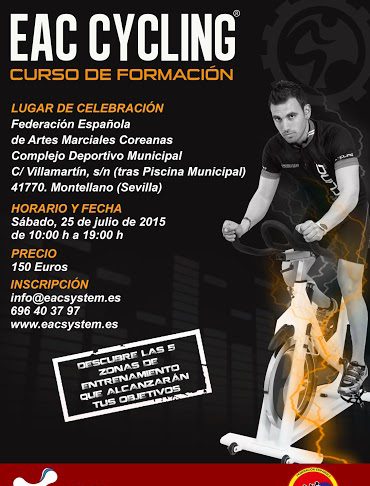 EAC CYCLING®
CURSO DE FORMACIÓN
LUGAR DE CELEBRACIÓN
Federación Española
de Artes Marciales Coreanas
Complejo Deportivo Municipal
C/ Villamartín, s/n (tras Piscina Municipal)
41770. Montellano (Sevilla)
HORARIO Y FECHA
Sábado, 25 de julio de 2015
de 10:00 h a 19:00 h
PRECIO
150 Euros
INSCRIPCIÓN
info@eacsystem.es
696 40 37 97
www.eacsystem.es
DESCUBRE LAS 5
ZONAS DE
ENTRENAMIENTO
QUE ALCANZARÁN
TUS OBJETIVOS